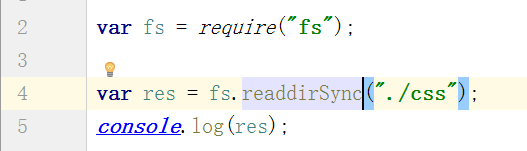 2 var fs = require("fs");
3
4 var res = fs.readdirSync("./css");
5 console.log(res);